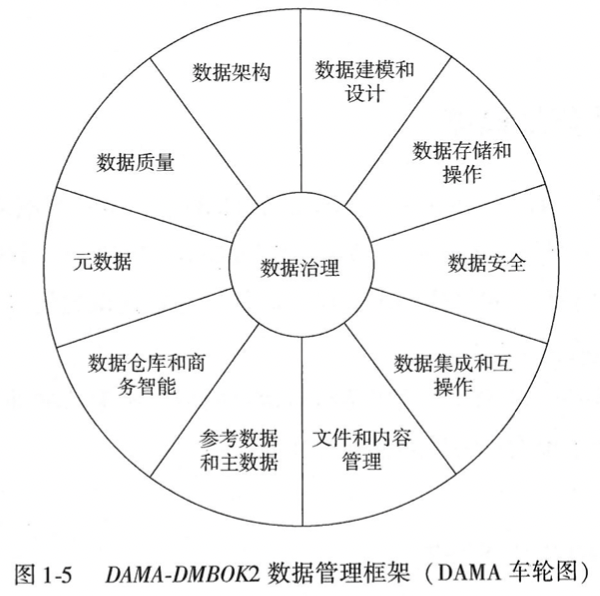 数据架构
数据建模和
设计
数据存储和
操作
数据质量
元数据
数据治理
数据安全
数据仓库和商
务智能
数据集成和互
操作
参考数据
和主数据
文件和内容
管理
图 1-5 DAMA-DMBOK2 数据管理框架（DAMA 车轮图）